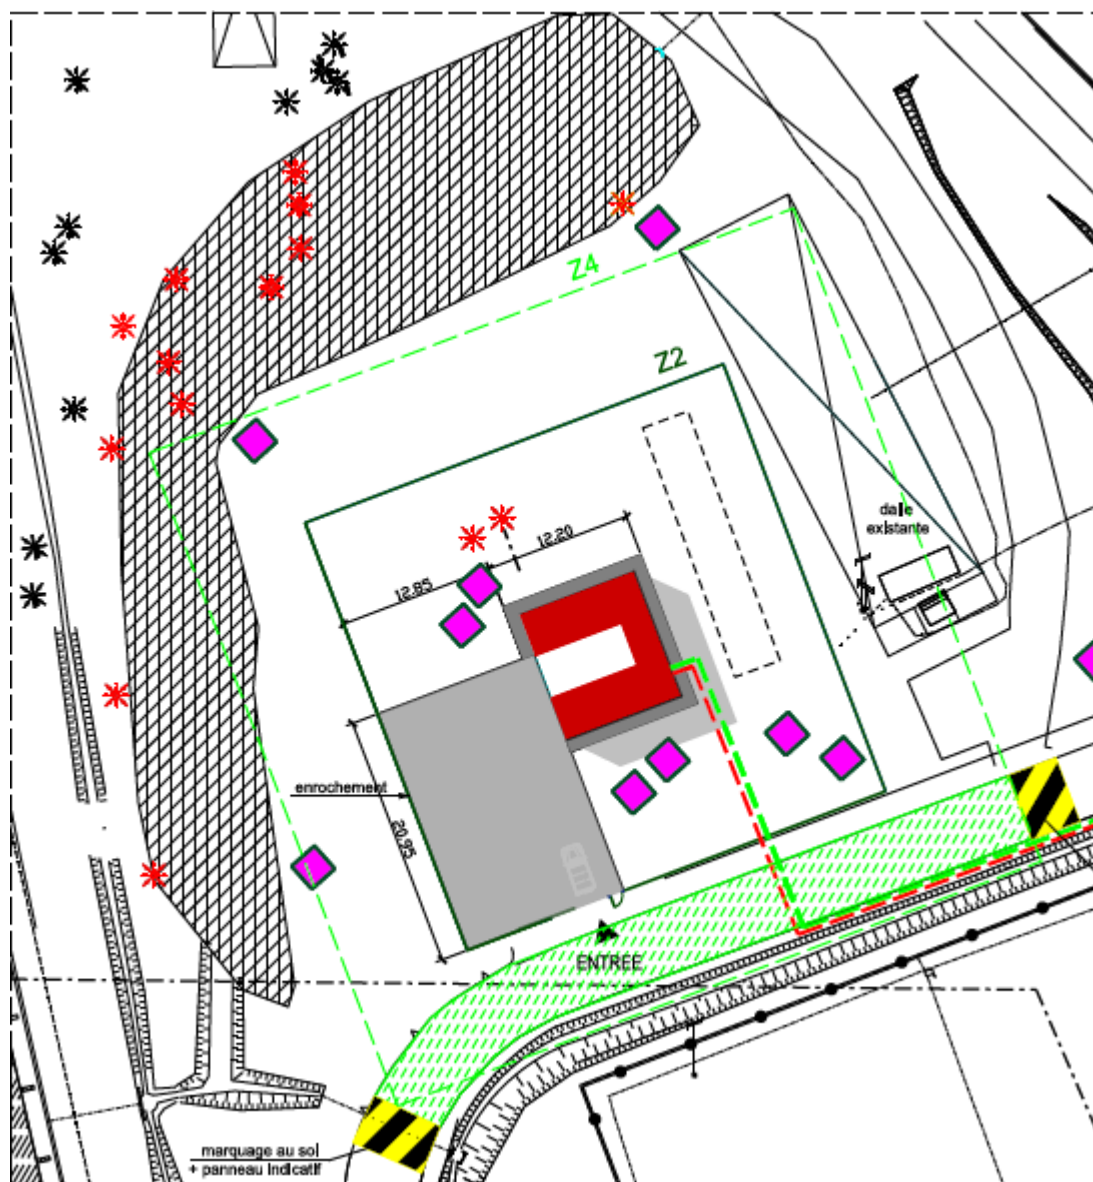 Z4
Z2
dalle
existante
12.20
12.85
enrochement
20.95
ENTREE
marquage au sol
+ panneau indicatif